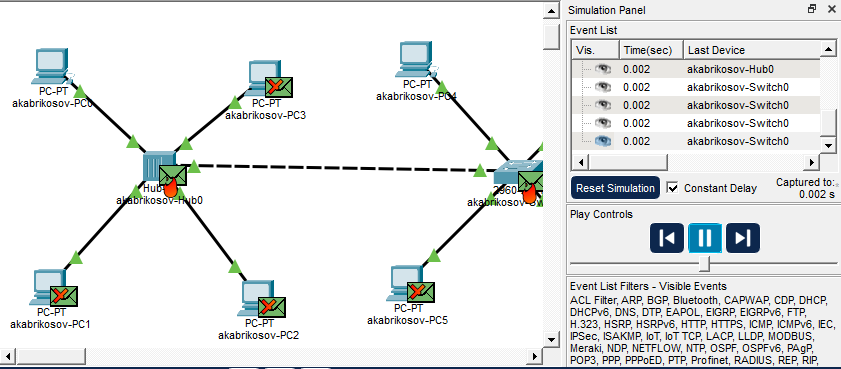 PC-PT
akabrikosov-PC0
PC-PT
akabrikosov-PC3
PC-PT
akabrikosov-PC4
akabrikosov-Hub0
PC-PT
akabrikosov-PC1
PC-PT
akabrikosov-PC2
PC-PT
akabrikosov-PC5
Simulation Panel
Event List
Vis. Time(sec) Last Device
0.002 akabrikosov-Hub0
0.002 akabrikosov-Switch0
0.002 akabrikosov-Switch0
0.002 akabrikosov-Switch0
0.002 akabrikosov-Switch0
Reset Simulation Constant Delay Captured to:
0.002 s
Play Controls
Event List Filters - Visible Events
ACL Filter, ARP, BGP, Bluetooth, CAPWAP, CDP, DHCP,
DHCPv6, DNS, DTP, EAPOL, EIGRP, EIGRPv6, FTP,
H.323, HSRP, HSRPv6, HTTP, HTTPS, ICMP, ICMPv6, IEC,
IPSec, ISAKMP, IoT, IoT TCP, LACP, LLDP, MODBUS,
Meraki, NDP, NETFLOW, NTP, OSPF, OSPFv6, PAgP,
POP3, PPP, PPPoED, PTP, Profinet, RADIUS, REP, RIP,